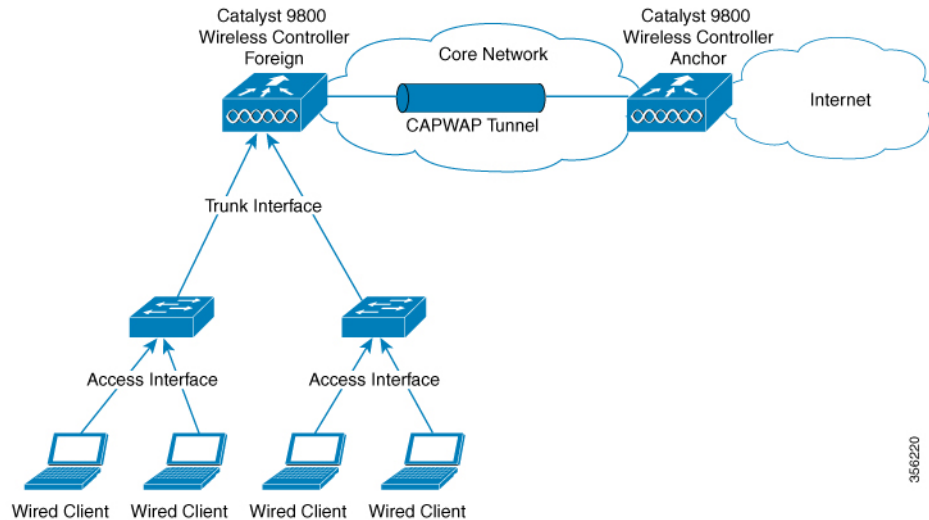 Catalyst 9800
Wireless Controller
Foreign
Catalyst 9800
Wireless Controller
Anchor
Core Network
Internet
CAPWAP Tunnel
Trunk Interface
Access Interface
Access Interface
Wired Client
Wired Client
Wired Client
Wired Client
356220